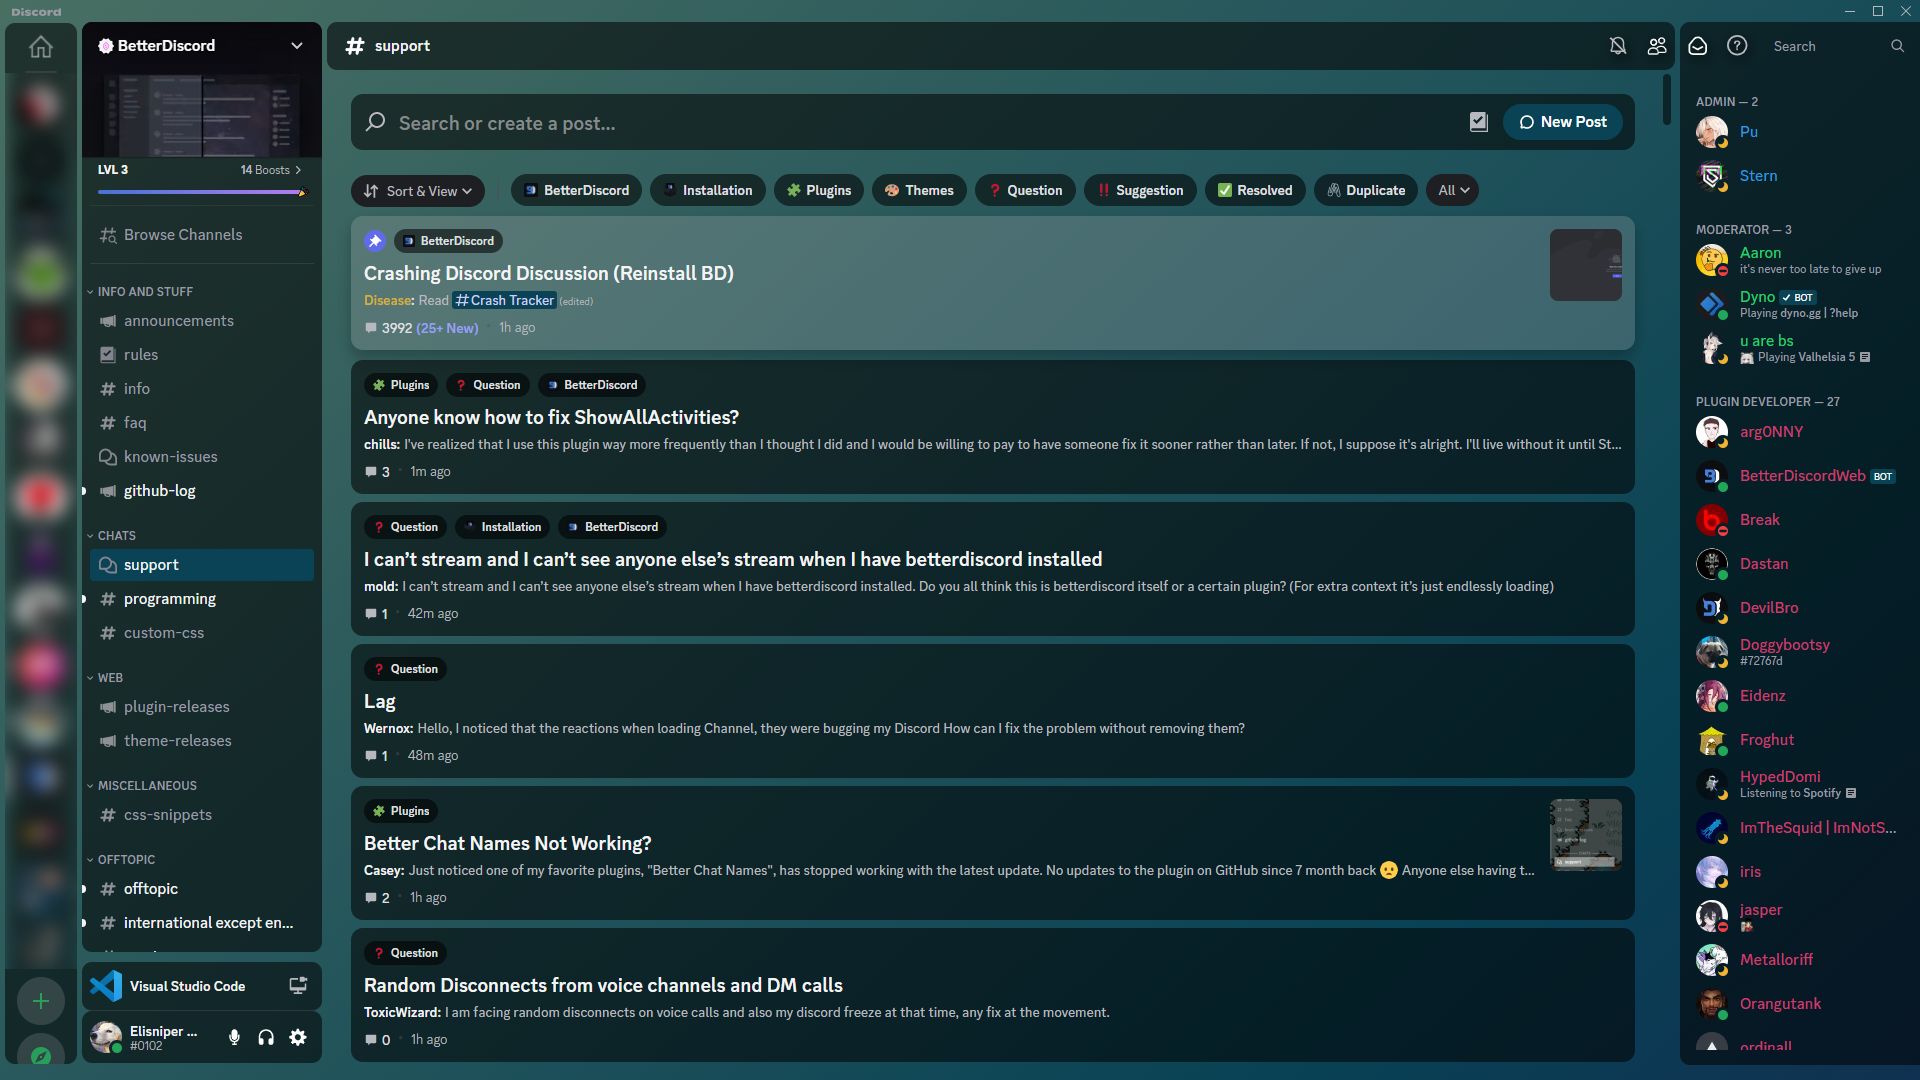 Discord
BetterDiscord
LVL 3
14 Boosts
Browse Channels
INFO AND STUFF
announcements
rules
info
faq
known-issues
github-log
CHATS
support
programming
custom-css
WEB
plugin-releases
theme-releases
MISCELLANEOUS
css-snippets
OFFTOPIC
offtopic
international except en...
Visual Studio Code
Elisniper ...
#0102
support
Search or create a post...
New Post
Sort & View
BetterDiscord
Installation
Plugins
Themes
Question
Suggestion
Resolved
Duplicate
All
BetterDiscord
Crashing Discord Discussion (Reinstall BD)
Disease: Read #Crash Tracker (edited)
3992 (25+ New) · 1h ago
Plugins Question BetterDiscord
Anyone know how to fix ShowAllActivities?
chills: I've realized that I use this plugin way more frequently than I thought I did and I would be willing to pay to have someone fix it sooner rather than later. If not, I suppose it's alright. I'll live without it until St...
3 · 1m ago
Question Installation BetterDiscord
I can’t stream and I can’t see anyone else’s stream when I have betterdiscord installed
mold: I can’t stream and I can’t see anyone else’s stream when I have betterdiscord installed. Do you all think this is betterdiscord itself or a certain plugin? (For extra context it’s just endlessly loading)
1 · 42m ago
Question
Lag
Wernox: Hello, I noticed that the reactions when loading Channel, they were bugging my Discord How can I fix the problem without removing them?
1 · 48m ago
Plugins
Better Chat Names Not Working?
Casey: Just noticed one of my favorite plugins, "Better Chat Names", has stopped working with the latest update. No updates to the plugin on GitHub since 7 month back 😟 Anyone else having t...
2 · 1h ago
Question
Random Disconnects from voice channels and DM calls
ToxicWizard: I am facing random disconnects on voice calls and also my discord freeze at that time, any fix at the movement.
0 · 1h ago
Search
ADMIN — 2
Pu
Stern
MODERATOR — 3
Aaron
it's never too late to give up
Dyno ✓ BOT
Playing dyno.gg | ?help
u are bs
Playing Valhelsia 5
PLUGIN DEVELOPER — 27
arg0NNY
BetterDiscordWeb BOT
Break
Dastan
DevilBro
Doggybootsy
#72767d
Eidenz
Froghut
HypedDomi
Listening to Spotify
ImTheSquid | ImNotS...
iris
jasper
Metalloriff
Orangutank
ordinall